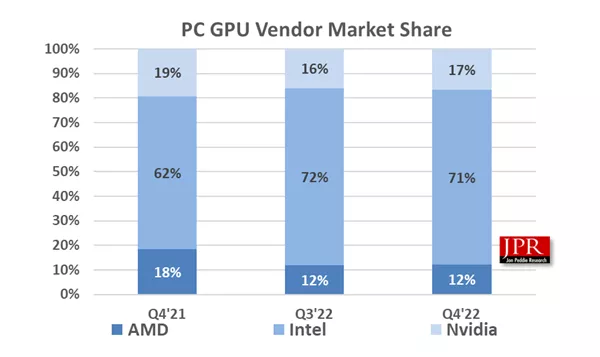 PC GPU Vendor Market Share
100%
90%
80%
70%
60%
50%
40%
30%
20%
10%
0%
19%
16%
17%
62%
72%
71%
18%
12%
12%
JPR
Jon Peddie Research
Q4'21
Q3'22
Q4'22
AMD
Intel
Nvidia